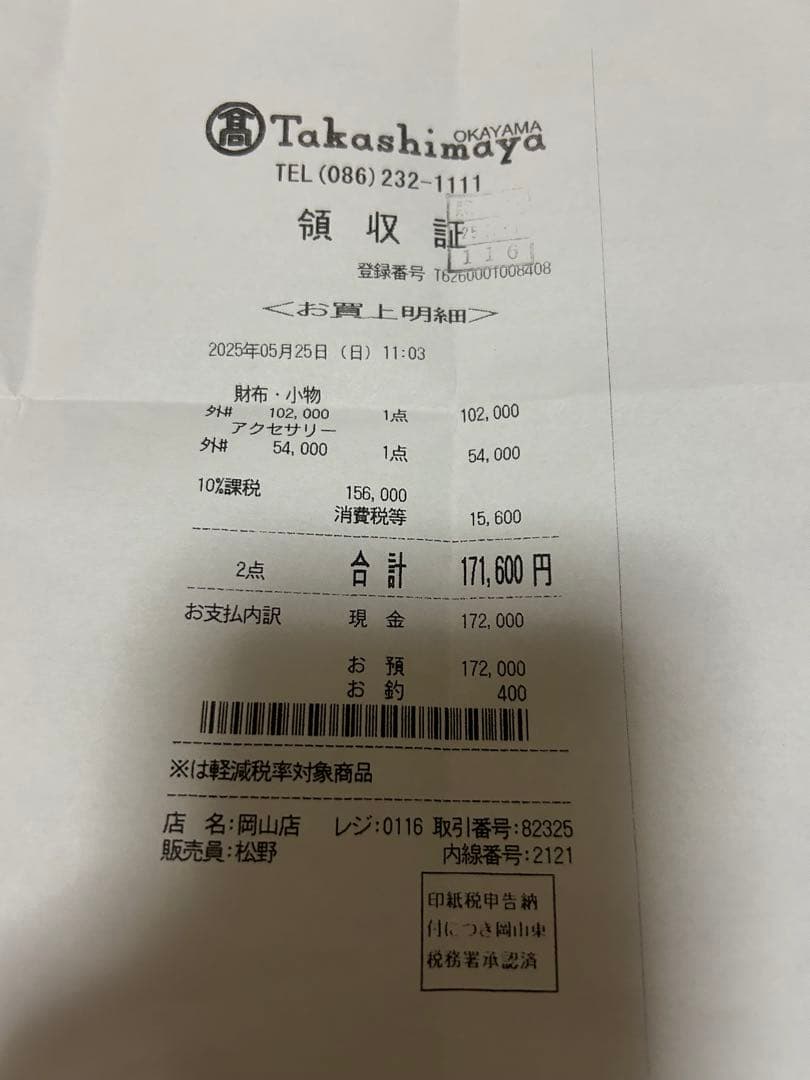 髙 Takashimaya OKAYAMA
TEL(086)232-1111
領収証
116
登録番号 T6260001008408
<お買上明細>
2025年05月25日(日)11:03
財布・小物
外# 102,000 1点 102,000
アクセサリー
外# 54,000 1点 54,000
10%課税 156,000
消費税等 15,600
2点 合計 171,600円
お支払内訳 現金 172,000
お預 172,000
お釣 400
※は軽減税率対象商品
店 名:岡山店 レジ:0116 取引番号:82325
販売員:松野 内線番号:2121
印紙税申告納
付につき岡山東
税務署承認済